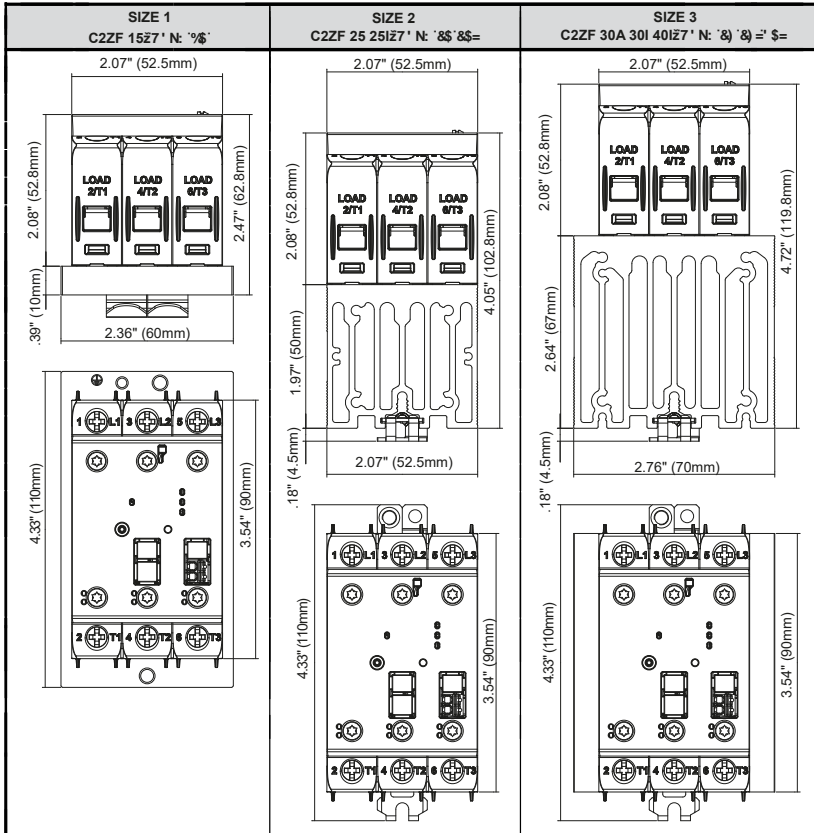 SIZE 1
C2ZF 15ž7 ' N: '%$'
2.07" (52.5mm)
LOAD LOAD LOAD
2/T1 4/T2 6/T3
2.08" (52.8mm)
2.47" (62.8mm)
.39" (10mm)
2.36" (60mm)
1 L1 3 L2 5 L3
4.33" (110mm)
3.54" (90mm)
2 T1 4 T2 6 T3
SIZE 2
C2ZF 25 25Iž7 ' N: '&$'&$=
2.07" (52.5mm)
LOAD LOAD LOAD
2/T1 4/T2 6/T3
2.08" (52.8mm)
4.05" (102.8mm)
1.97" (50mm)
.18" (4.5mm)
2.07" (52.5mm)
1 L1 3 L2 5 L3
4.33" (110mm)
3.54" (90mm)
2 T1 4 T2 6 T3
SIZE 3
C2ZF 30A 30I 40Iž7 ' N: '&) '&) =' $=
2.07" (52.5mm)
LOAD LOAD LOAD
2/T1 4/T2 6/T3
2.08" (52.8mm)
4.72" (119.8mm)
2.64" (67mm)
.18" (4.5mm)
2.76" (70mm)
1 L1 3 L2 5 L3
4.33" (110mm)
3.54" (90mm)
2 T1 4 T2 6 T3